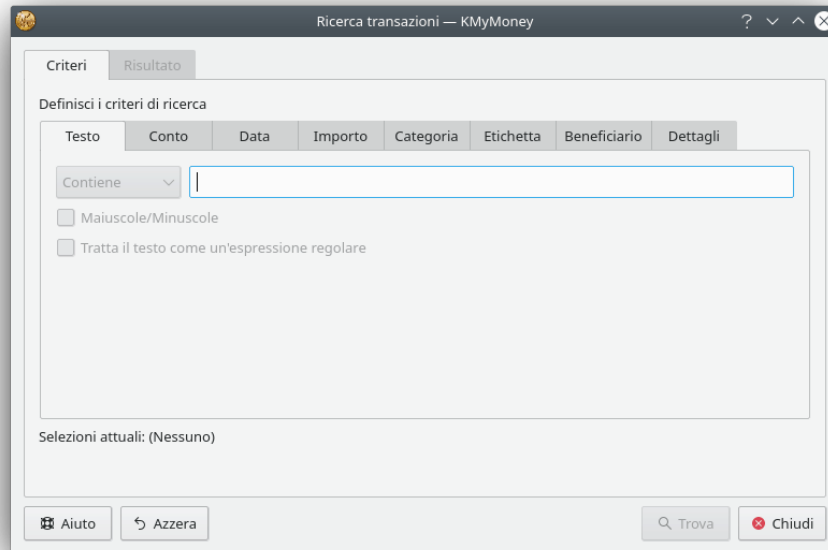 Ricerca transazioni — KMyMoney
Criteri Risultato
Definisci i criteri di ricerca
Testo Conto Data Importo Categoria Etichetta Beneficiario Dettagli
Contiene
Maiuscole/Minuscole
Tratta il testo come un'espressione regolare
Selezioni attuali: (Nessuno)
Aiuto Azzera Trova Chiudi